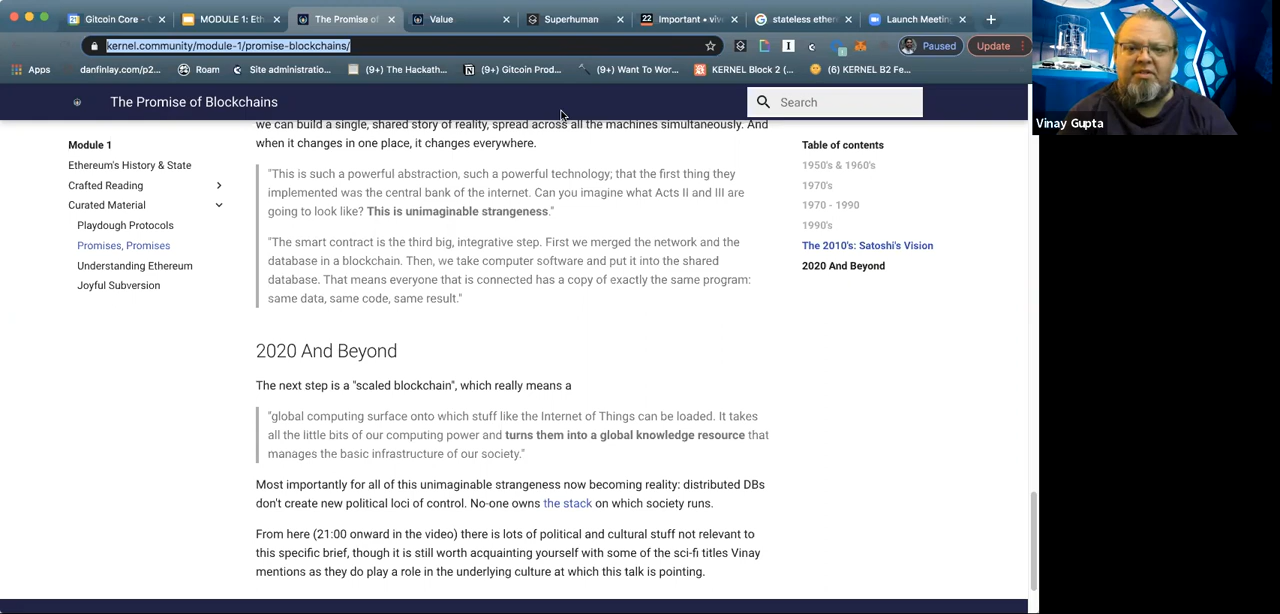 Gitcoin Core -
MODULE 1: Eth
The Promise of
Value
Superhuman
22
important • viv
stateless ether
Launch Meetin
kernel.community/module-1/promise-blockchains/
Paused
Update
Apps
danfinlay.com/p2...
Roam
Site administratio...
(9+) The Hackath...
(9+) Gitcoin Prod...
(9+) Want To Wor...
KERNEL Block 2 (...
(6) KERNEL B2 Fe...
The Promise of Blockchains
Search
Vinay Gupta
Module 1
Ethereum's History & State
Crafted Reading
Curated Material
Playdough Protocols
Promises, Promises
Understanding Ethereum
Joyful Subversion
we can build a single, shared story of reality, spread across all the machines simultaneously. And
when it changes in one place, it changes everywhere.
"This is such a powerful abstraction, such a powerful technology; that the first thing they
implemented was the central bank of the internet. Can you imagine what Acts II and III are
going to look like? This is unimaginable strangeness."
"The smart contract is the third big, integrative step. First we merged the network and the
database in a blockchain. Then, we take computer software and put it into the shared
database. That means everyone that is connected has a copy of exactly the same program:
same data, same code, same result."
2020 And Beyond
The next step is a "scaled blockchain", which really means a
"global computing surface onto which stuff like the Internet of Things can be loaded. It takes
all the little bits of our computing power and turns them into a global knowledge resource that
manages the basic infrastructure of our society."
Most importantly for all of this unimaginable strangeness now becoming reality: distributed DBs
don't create new political loci of control. No-one owns the stack on which society runs.
From here (21:00 onward in the video) there is lots of political and cultural stuff not relevant to
this specific brief, though it is still worth acquainting yourself with some of the sci-fi titles Vinay
mentions as they do play a role in the underlying culture at which this talk is pointing.
Table of contents
1950's & 1960's
1970's
1970 - 1990
1990's
The 2010's: Satoshi's Vision
2020 And Beyond